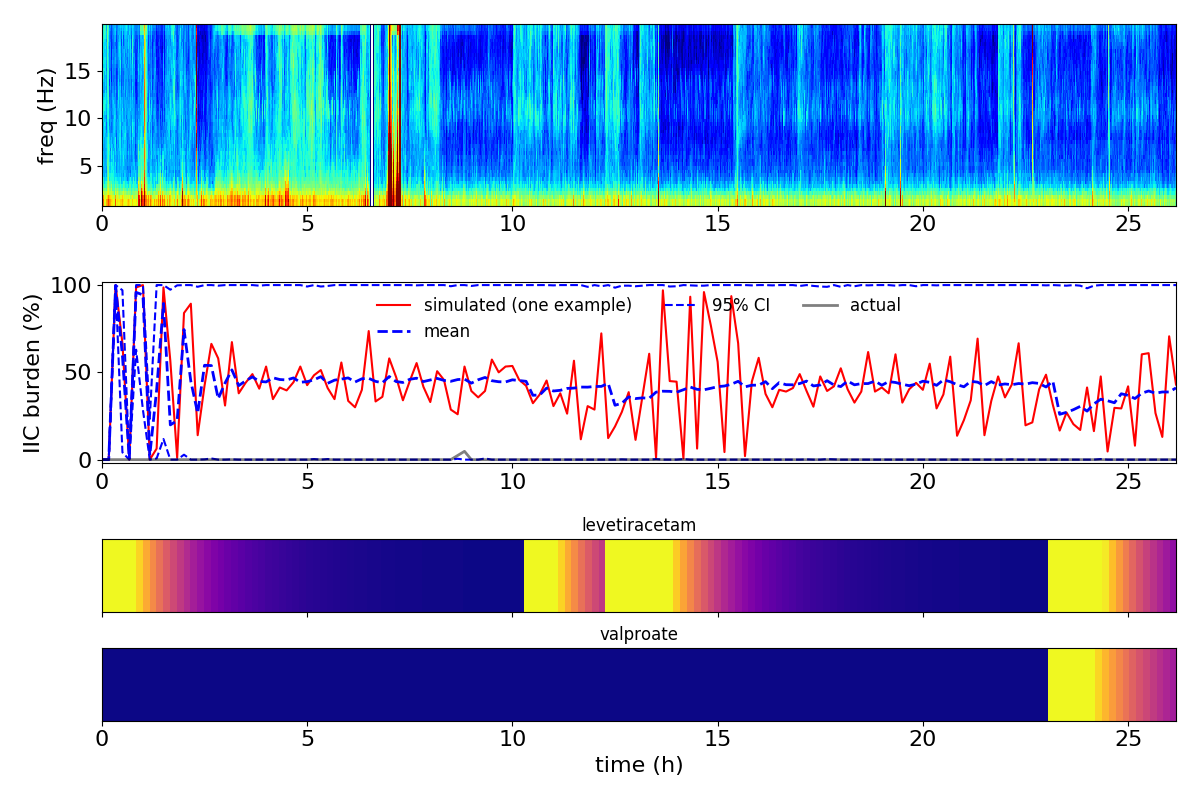 freq (Hz)
15
10
5
0 5 10 15 20 25
IIC burden (%)
100
50
0
simulated (one example)
mean
95% CI
actual
0 5 10 15 20 25
levetiracetam
valproate
0 5 10 15 20 25
time (h)